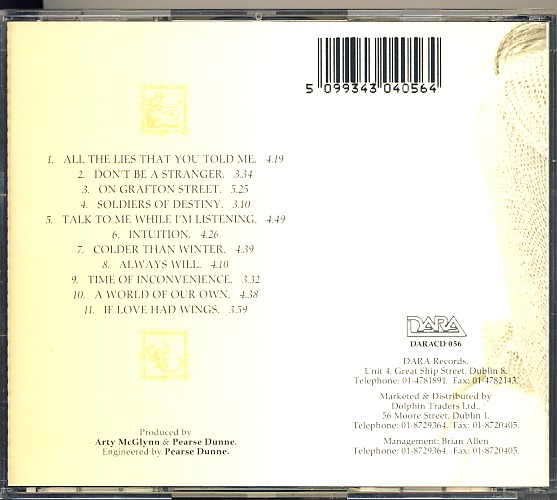 5 099343 040564
1. ALL THE LIES THAT YOU TOLD ME. 4.19
2. DON'T BE A STRANGER. 3.34
3. ON GRAFTON STREET. 5.25
4. SOLDIERS OF DESTINY. 3.10
5. TALK TO ME WHILE I'M LISTENING. 4.49
6. INTUITION. 4.26
7. COLDER THAN WINTER. 4.39
8. ALWAYS WILL. 4.10
9. TIME OF INCONVENIENCE. 3.32
10. A WORLD OF OUR OWN. 4.38
11. IF LOVE HAD WINGS. 3.59
DARA
DARACD 056
DARA Records.
Unit 4, Great Ship Street, Dublin 8.
Telephone: 01-4781891. Fax: 01-4782143.
Marketed & Distributed by
Dolphin Traders Ltd.,
56 Moore Street, Dublin 1.
Telephone: 01-8729364. Fax: 01-8720405.
Management: Brian Allen
Telephone: 01-8729364. Fax: 01-8720405.
Produced by
Arty McGlynn & Pearse Dunne.
Engineered by Pearse Dunne.